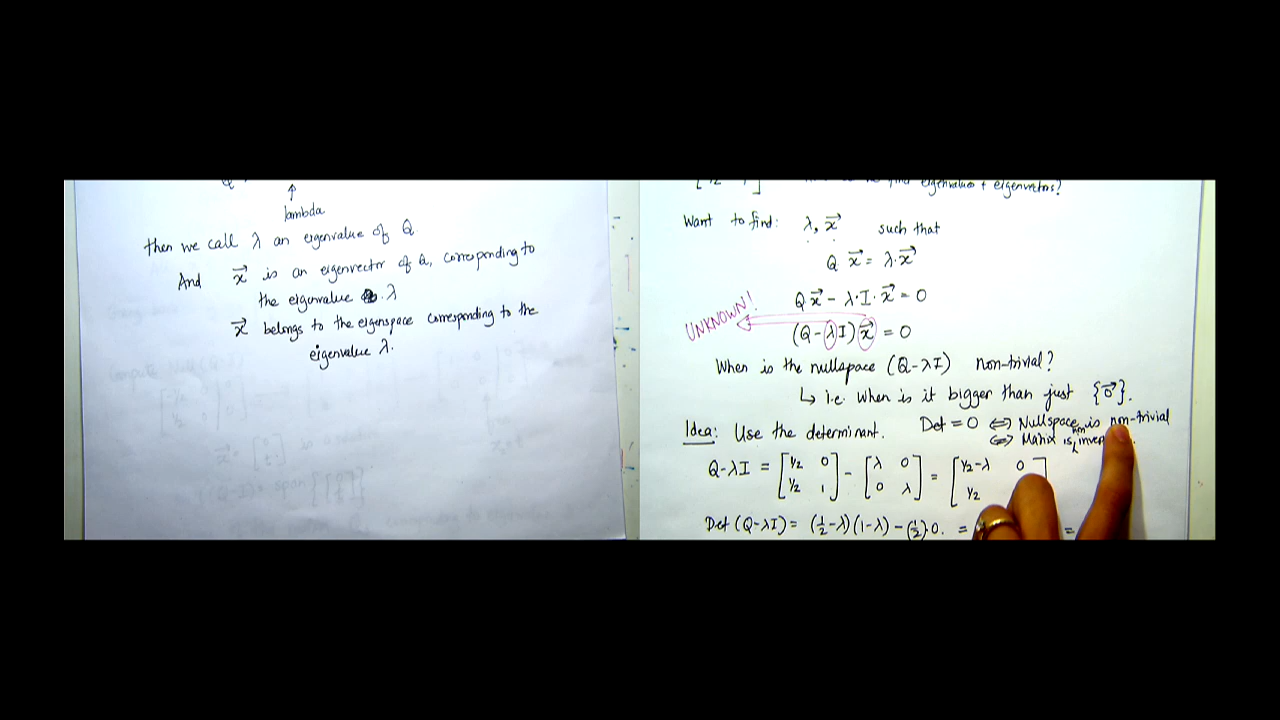 Q
↑
lambda
then we call λ an eigenvalue of Q
And x⃗ is an eigenvector of Q, corresponding to
the eigenvalue λ
x⃗ belongs to the eigenspace corresponding to the
eigenvalue λ.
find eigenvalues + eigenvectors?
Want to find: λ, x⃗ such that
Q x⃗ = λ·x⃗
Q x⃗ - λ·I·x⃗ = 0
UNKNOWN!
(Q - λI) x⃗ = 0
When is the nullspace (Q-λI) non-trivial?
↳ i.e. when is it bigger than just {0⃗}.
Idea: Use the determinant. Det = 0 ⇔ Nullspace is non-trivial
⇔ Matrix is non
Q-λI = [1/2 0; 1/2 1] - [λ 0; 0 λ] = [1/2-λ 0; 1/2
Det (Q-λI) = (1/2-λ)(1-λ) - (1/2)·0. = =